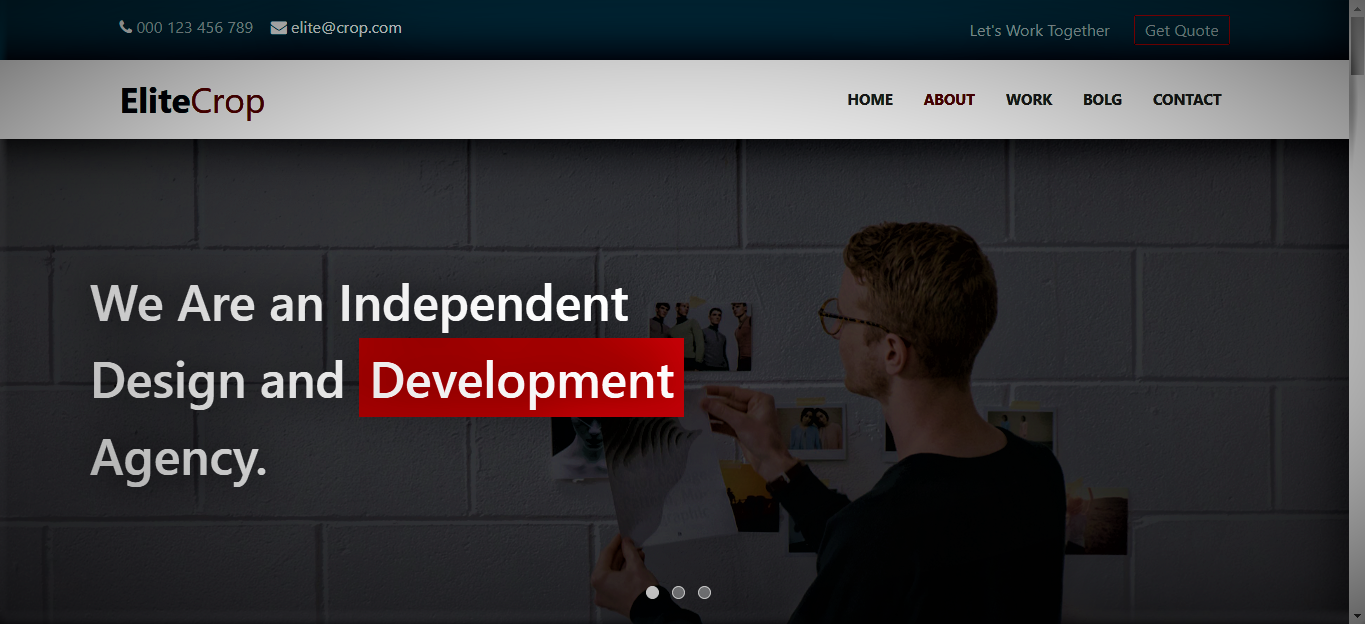 000 123 456 789 elite@crop.com Let's Work Together Get Quote
EliteCrop HOME ABOUT WORK BOLG CONTACT
We Are an Independent
Design and Development
Agency.